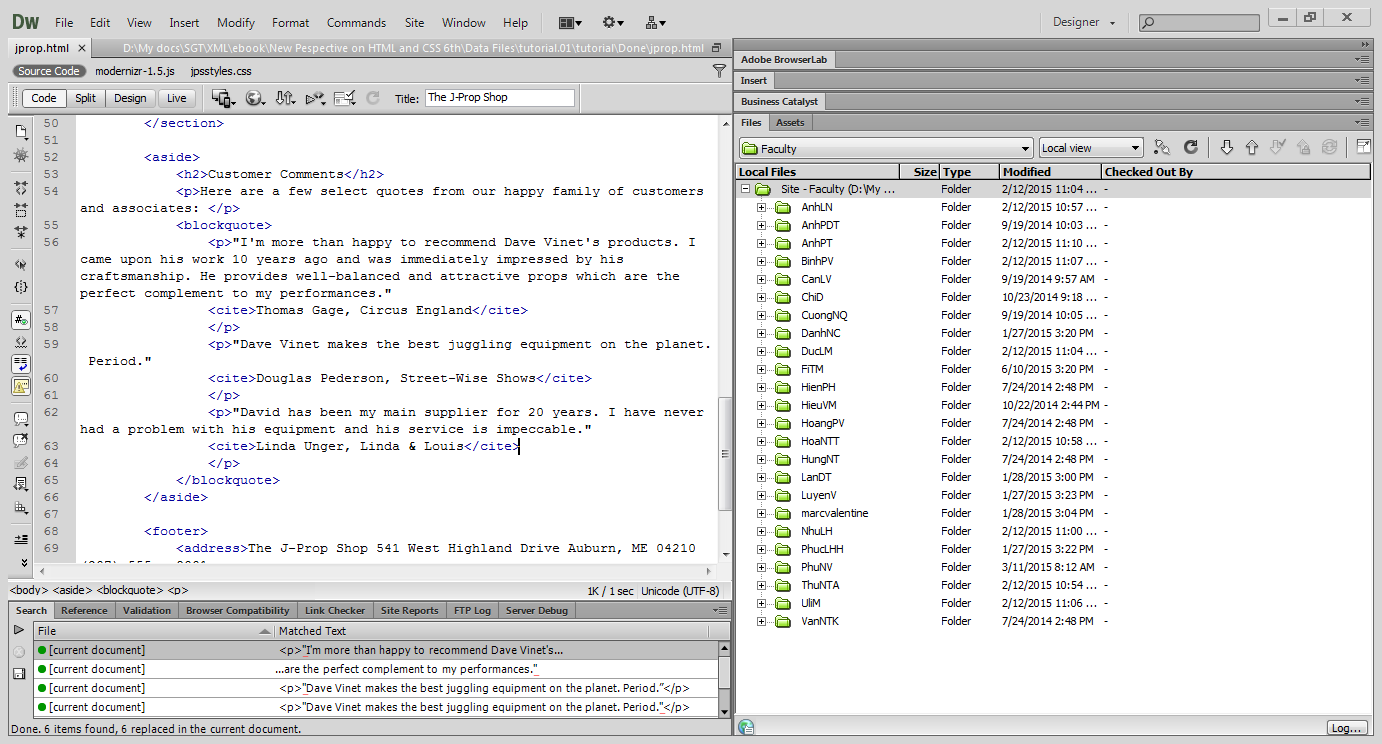 Dw File Edit View Insert Modify Format Commands Site Window Help Designer
jprop.html D:\My docs\SGT\XML\ebook\New Pespective on HTML and CSS 6th\Data Files\tutorial.01\tutorial\Done\jprop.html
Source Code modernizr-1.5.js jpsstyles.css
Code Split Design Live Title: The J-Prop Shop
50 </section>
51
52 <aside>
53 <h2>Customer Comments</h2>
54 <p>Here are a few select quotes from our happy family of customers
and associates: </p>
55 <blockquote>
56 <p>"I'm more than happy to recommend Dave Vinet's products. I
came upon his work 10 years ago and was immediately impressed by his
craftsmanship. He provides well-balanced and attractive props which are the
perfect complement to my performances."
57 <cite>Thomas Gage, Circus England</cite>
58 </p>
59 <p>"Dave Vinet makes the best juggling equipment on the planet.
Period."
60 <cite>Douglas Pederson, Street-Wise Shows</cite>
61 </p>
62 <p>"David has been my main supplier for 20 years. I have never
had a problem with his equipment and his service is impeccable."
63 <cite>Linda Unger, Linda & Louis</cite>
64 </p>
65 </blockquote>
66 </aside>
67
68 <footer>
69 <address>The J-Prop Shop 541 West Highland Drive Auburn, ME 04210
<body> <aside> <blockquote> <p> 1K / 1 sec Unicode (UTF-8)
Search Reference Validation Browser Compatibility Link Checker Site Reports FTP Log Server Debug
File Matched Text
[current document] <p>"I'm more than happy to recommend Dave Vinet's...
[current document] ...are the perfect complement to my performances."
[current document] <p>"Dave Vinet makes the best juggling equipment on the planet. Period."</p>
[current document] <p>"Dave Vinet makes the best juggling equipment on the planet. Period."</p>
Done. 6 items found, 6 replaced in the current document.
Adobe BrowserLab
Insert
Business Catalyst
Files Assets
Faculty Local view
Local Files Size Type Modified Checked Out By
Site - Faculty (D:\My ... Folder 2/12/2015 11:04 ... -
AnhLN Folder 2/12/2015 10:57 ... -
AnhPDT Folder 9/19/2014 10:03 ... -
AnhPT Folder 2/12/2015 11:10 ... -
BinhPV Folder 2/12/2015 11:07 ... -
CanLV Folder 9/19/2014 9:57 AM -
ChiD Folder 10/23/2014 9:18 ... -
CuongNQ Folder 9/19/2014 10:05 ... -
DanhNC Folder 1/27/2015 3:20 PM -
DucLM Folder 2/12/2015 11:04 ... -
FiTM Folder 6/10/2015 3:20 PM -
HienPH Folder 7/24/2014 2:48 PM -
HieuVM Folder 10/22/2014 2:44 PM -
HoangPV Folder 7/24/2014 2:48 PM -
HoaNTT Folder 2/12/2015 10:58 ... -
HungNT Folder 7/24/2014 2:48 PM -
LanDT Folder 1/28/2015 3:00 PM -
LuyenV Folder 1/27/2015 3:23 PM -
marcvalentine Folder 1/28/2015 3:04 PM -
NhuLH Folder 2/12/2015 11:00 ... -
PhucLHH Folder 1/27/2015 3:22 PM -
PhuNV Folder 3/11/2015 8:12 AM -
ThuNTA Folder 2/12/2015 10:54 ... -
UliM Folder 2/12/2015 11:06 ... -
VanNTK Folder 7/24/2014 2:48 PM -
Log...